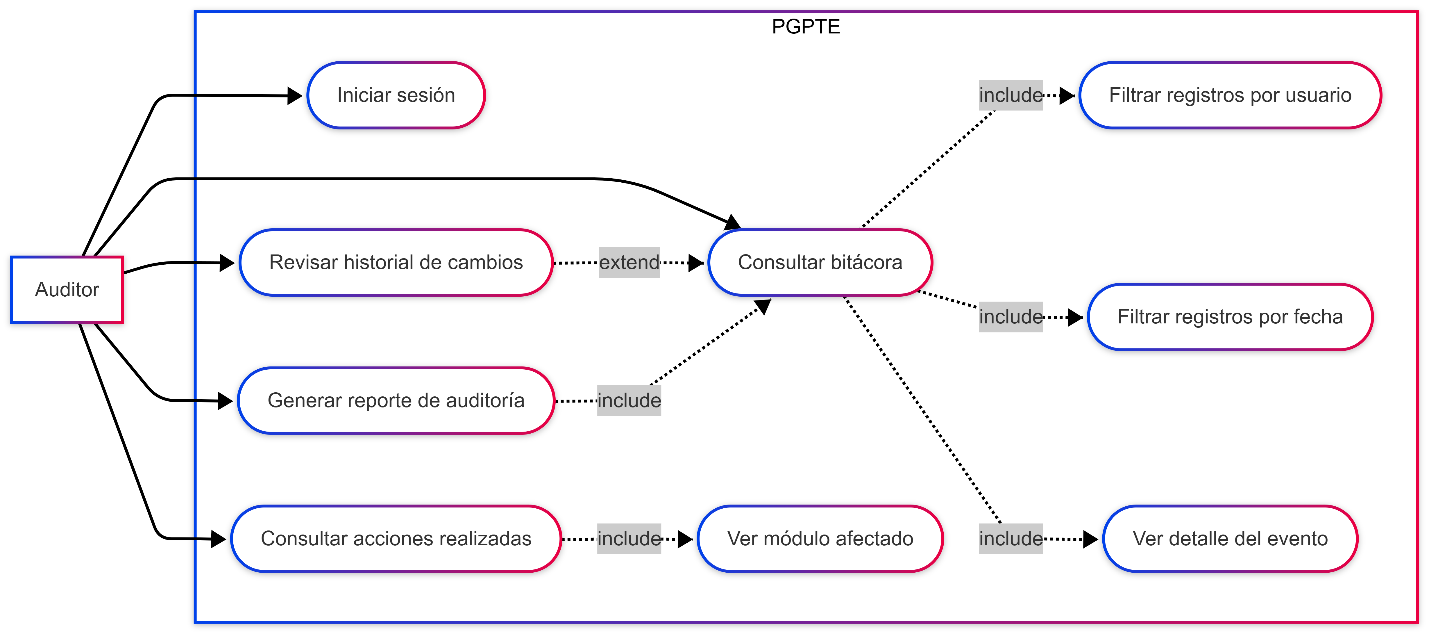 PGPTE
Iniciar sesión
include
Filtrar registros por usuario
Auditor
Revisar historial de cambios
extend
Consultar bitácora
include
Filtrar registros por fecha
Generar reporte de auditoría
include
Consultar acciones realizadas
include
Ver módulo afectado
include
Ver detalle del evento